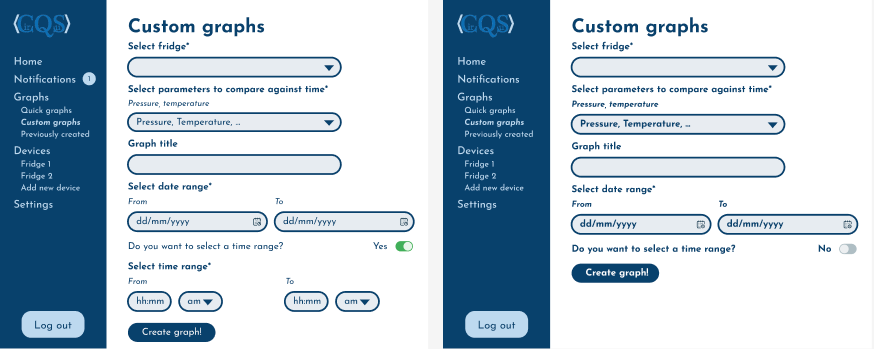 CQS
Home
Notifications 1
Graphs
Quick graphs
Custom graphs
Previously created
Devices
Fridge 1
Fridge 2
Add new device
Settings
Log out
Custom graphs
Select fridge*
Select parameters to compare against time*
Pressure, temperature
Pressure, Temperature, ...
Graph title
Select date range*
From To
dd/mm/yyyy dd/mm/yyyy
Do you want to select a time range? Yes
Select time range*
From To
hh:mm am hh:mm am
Create graph!
CQS
Home
Notifications
Graphs
Quick graphs
Custom graphs
Previously created
Devices
Fridge 1
Fridge 2
Add new device
Settings
Log out
Custom graphs
Select fridge*
Select parameters to compare against time*
Pressure, temperature
Pressure, Temperature, ...
Graph title
Select date range*
From To
dd/mm/yyyy dd/mm/yyyy
Do you want to select a time range? No
Create graph!